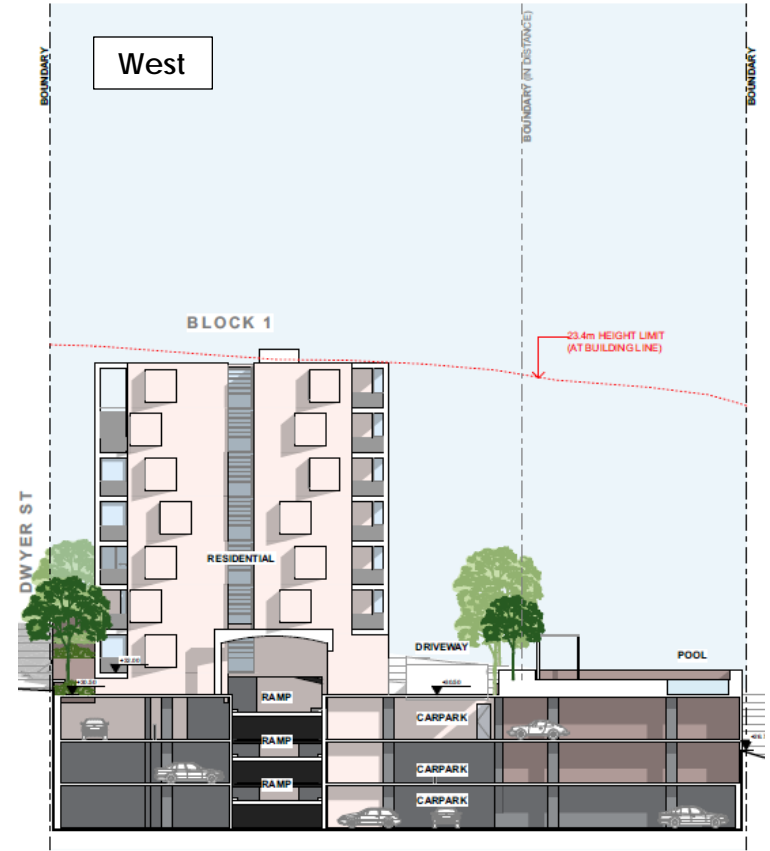 West
BOUNDARY
BOUNDARY (IN DISTANCE)
BOUNDARY
BLOCK 1
23.4m HEIGHT LIMIT
(AT BUILDING LINE)
DWYER ST
RESIDENTIAL
DRIVEWAY
POOL
RAMP
CARPARK
RAMP
CARPARK
RAMP
CARPARK